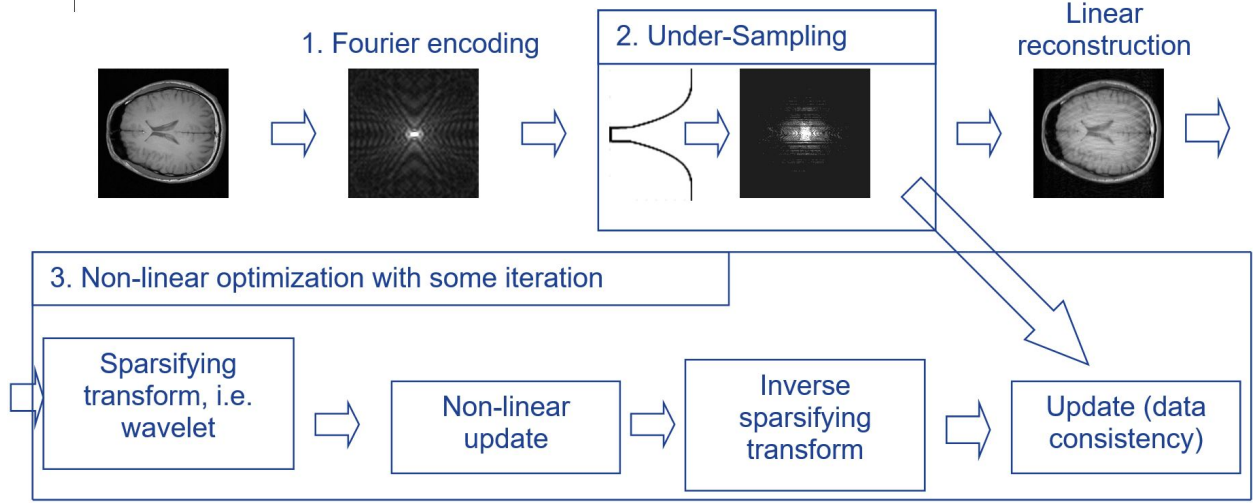 1. Fourier encoding
2. Under-Sampling
Linear
reconstruction
3. Non-linear optimization with some iteration
Sparsifying
transform, i.e.
wavelet
Non-linear
update
Inverse
sparsifying
transform
Update (data
consistency)